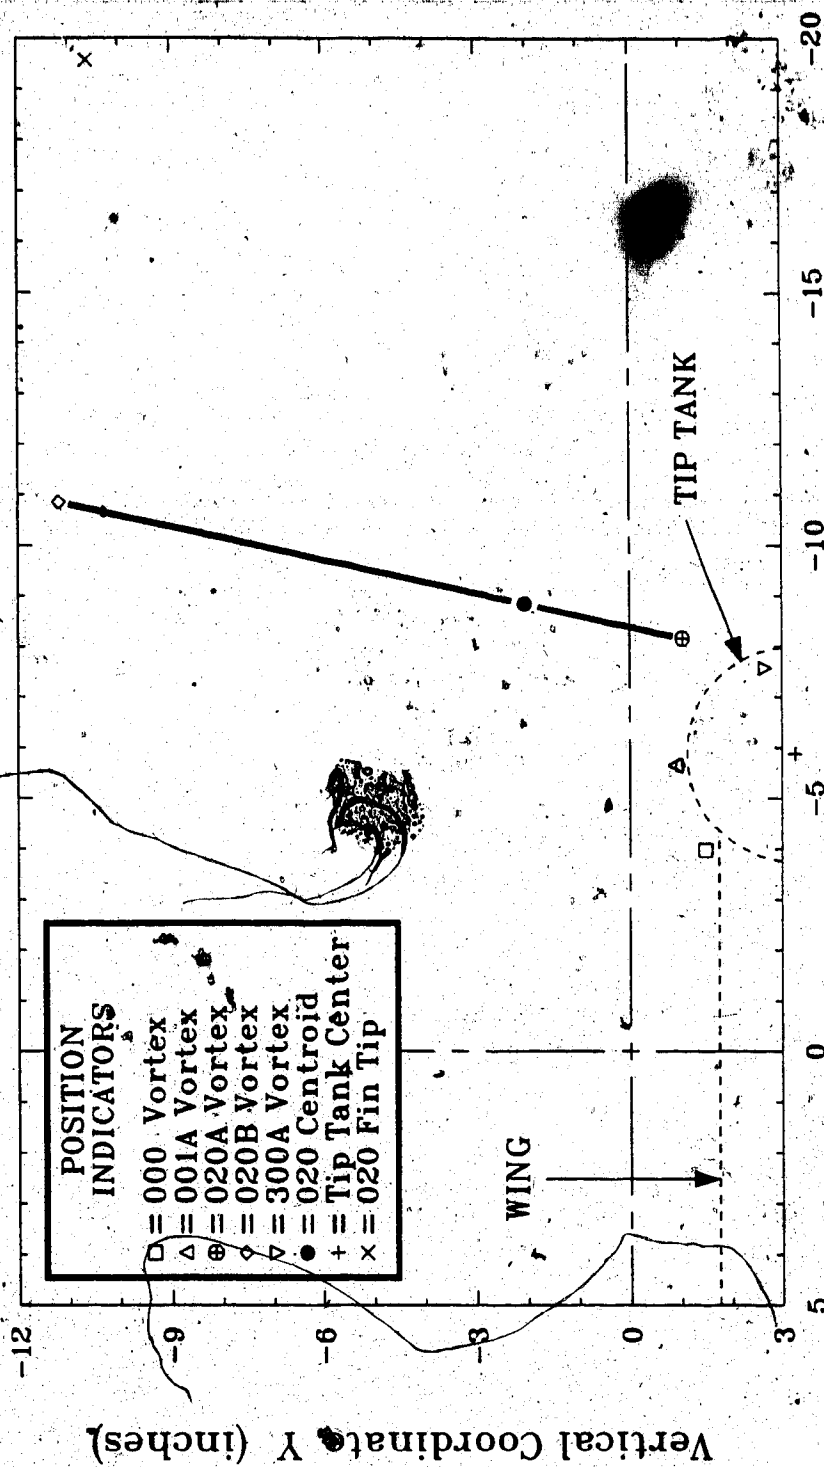 POSITION
INDICATORS
□ = 000 Vortex
△ = 001A Vortex
⊕ = 020A Vortex
◇ = 020B Vortex
▽ = 300A Vortex
● = 020 Centroid
+ = Tip Tank Center
× = 020 Fin Tip
WING
TIP TANK
Vertical Coordinate, Y (inches)
-12
-9
-6
-3
0
3
5
0
-5
-10
-15
-20